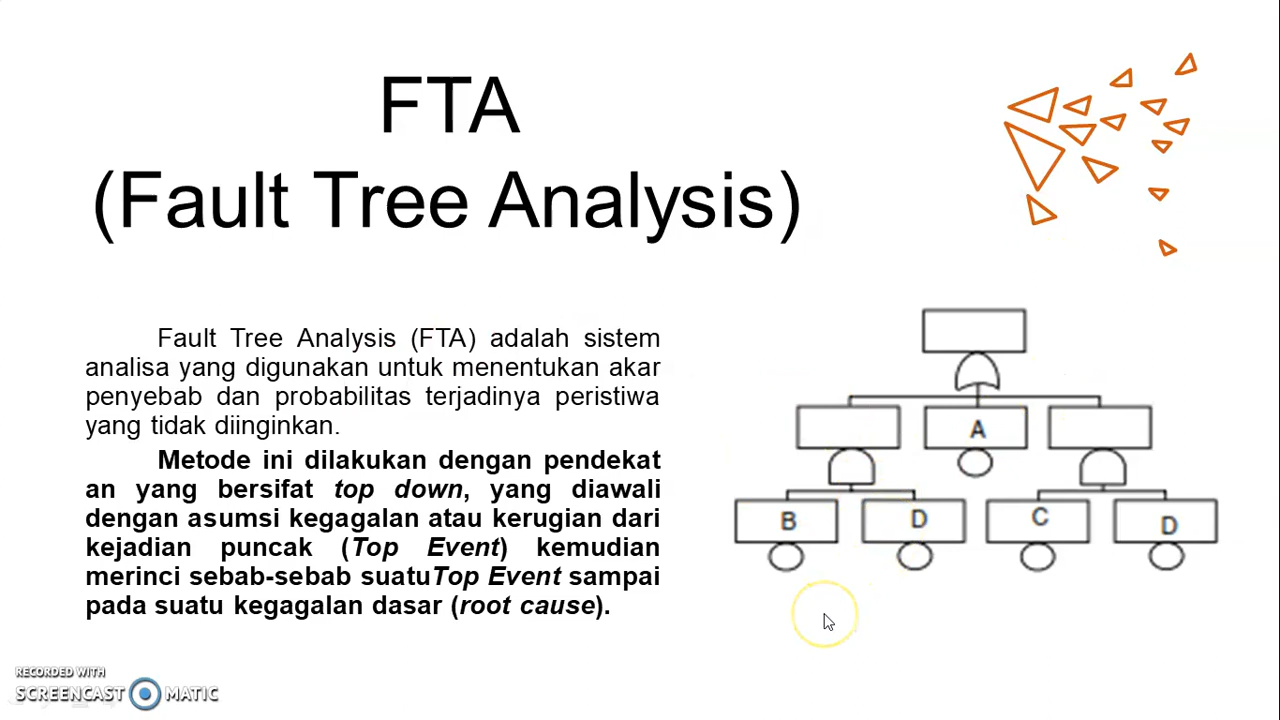 FTA
(Fault Tree Analysis)
Fault Tree Analysis (FTA) adalah sistem
analisa yang digunakan untuk menentukan akar
penyebab dan probabilitas terjadinya peristiwa
yang tidak diinginkan.
Metode ini dilakukan dengan pendekat
an yang bersifat top down, yang diawali
dengan asumsi kegagalan atau kerugian dari
kejadian puncak (Top Event) kemudian
merinci sebab-sebab suatuTop Event sampai
pada suatu kegagalan dasar (root cause).
A
B D C D
RECORDED WITH
SCREENCAST MATIC